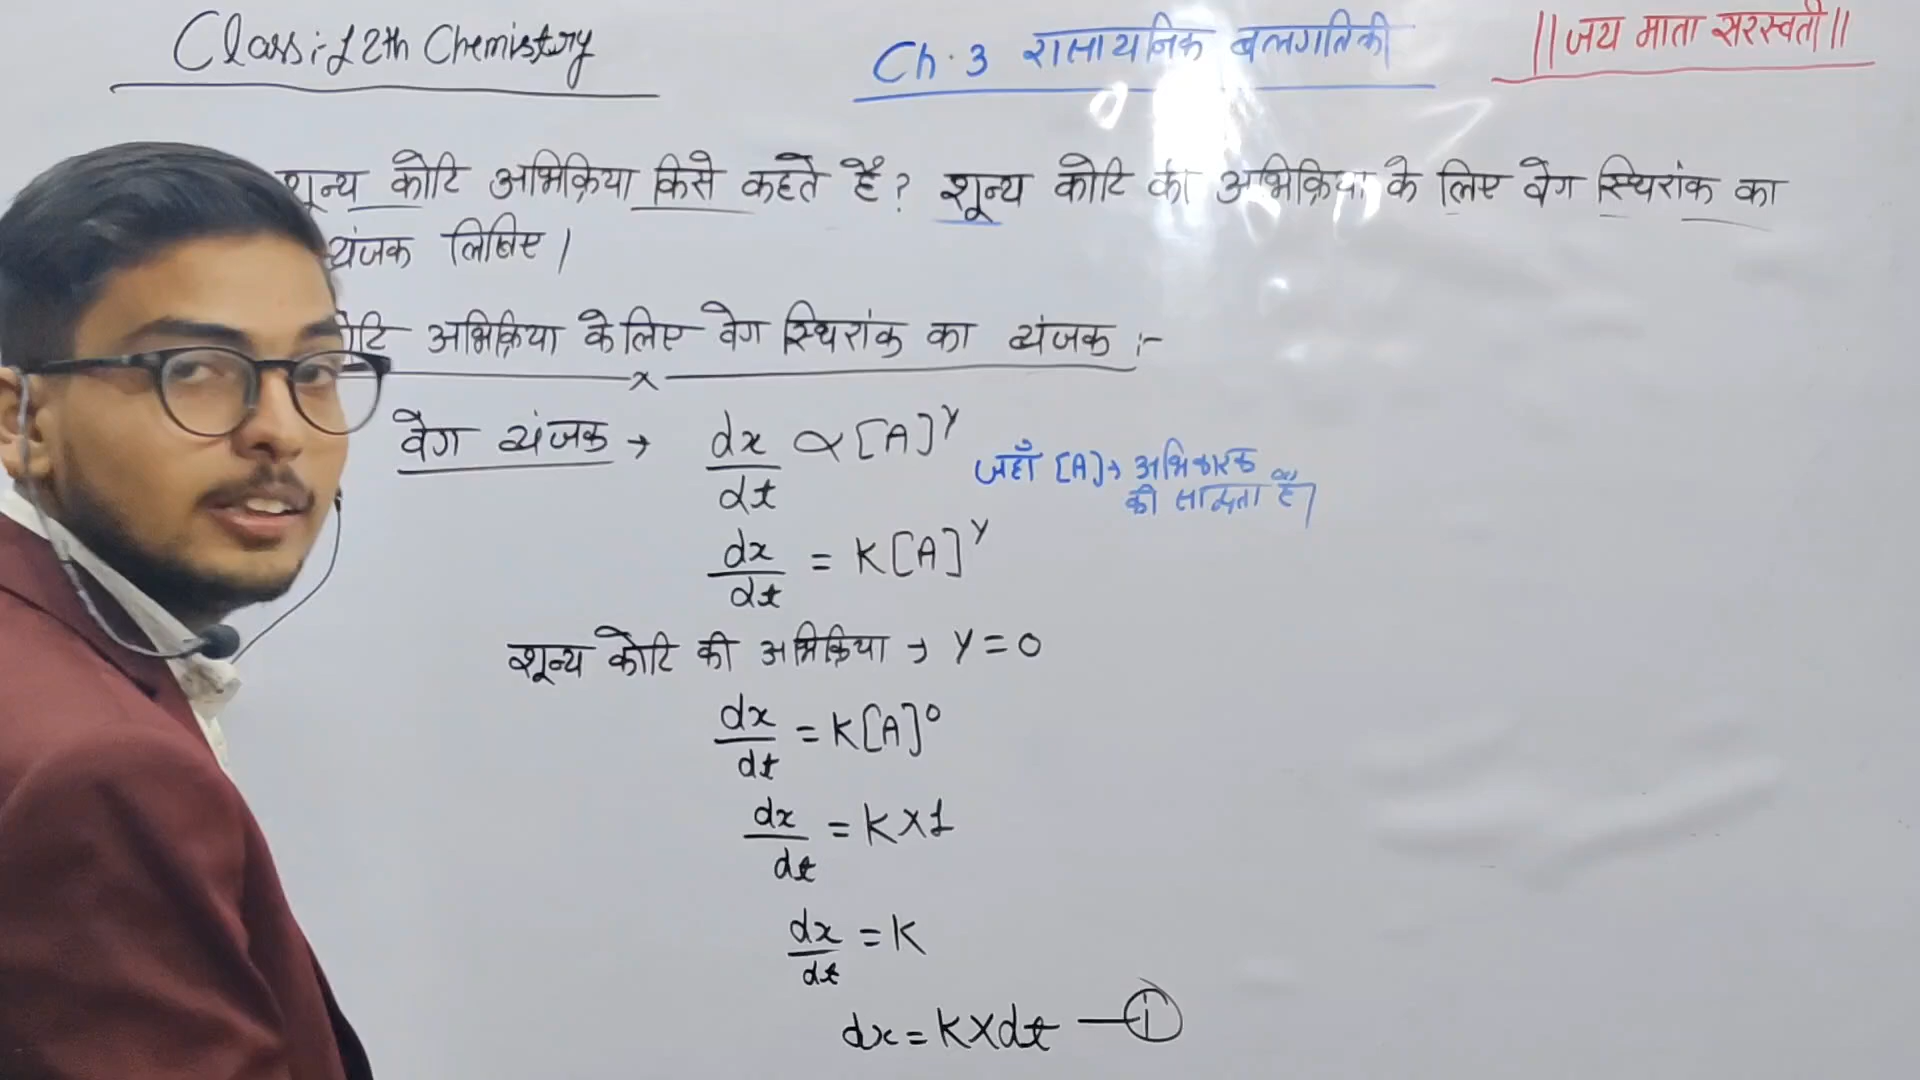 Class:- 12th Chemistry
Ch. 3 रासायनिक बलगतिकी
||जय माता सरस्वती||
शून्य कोटि अभिक्रिया किसे कहते हैं? शून्य कोटि की अभिक्रिया के लिए वेग स्थिरांक का
लिखिए।
अभिक्रिया के लिए वेग स्थिरांक का व्यंजक :-
x
वेग व्यंजक → dx/dt ∝ [A]^y
जहाँ [A]→ अभिकारक
की सान्द्रता है।
dx/dt = K[A]^y
शून्य कोटि की अभिक्रिया → y=0
dx/dt = K[A]^0
dx/dt = K×1
dx/dt = K
dx = K×dt —①